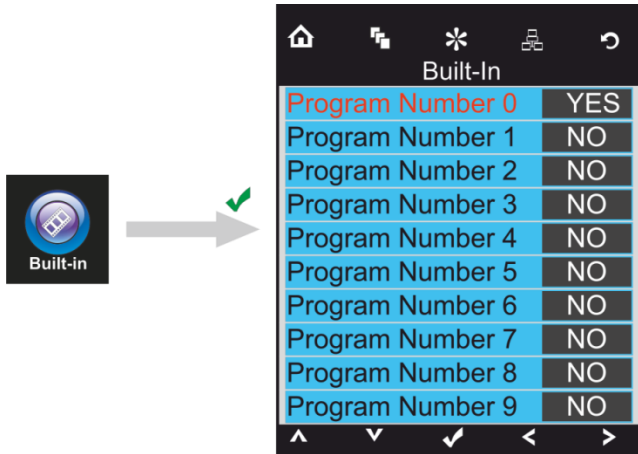 Built-in
Built-In
Program Number 0 YES
Program Number 1 NO
Program Number 2 NO
Program Number 3 NO
Program Number 4 NO
Program Number 5 NO
Program Number 6 NO
Program Number 7 NO
Program Number 8 NO
Program Number 9 NO